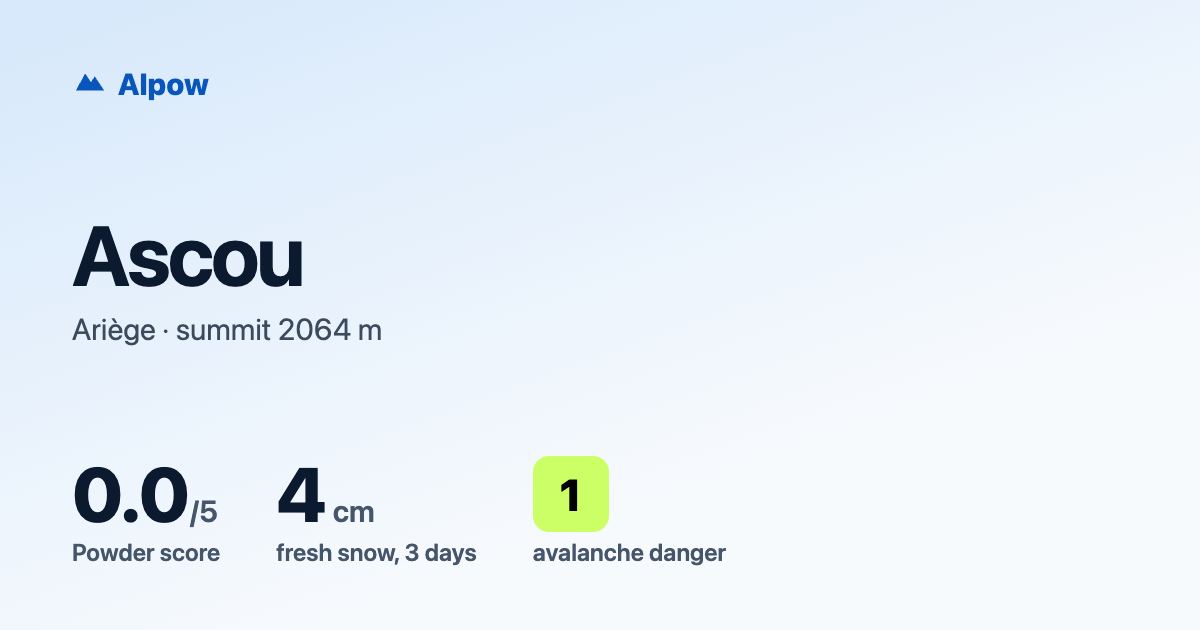 Alpow
Ascou
Ariège · summit 2064 m
0.0/5
Powder score
4 cm
fresh snow, 3 days
1
avalanche danger